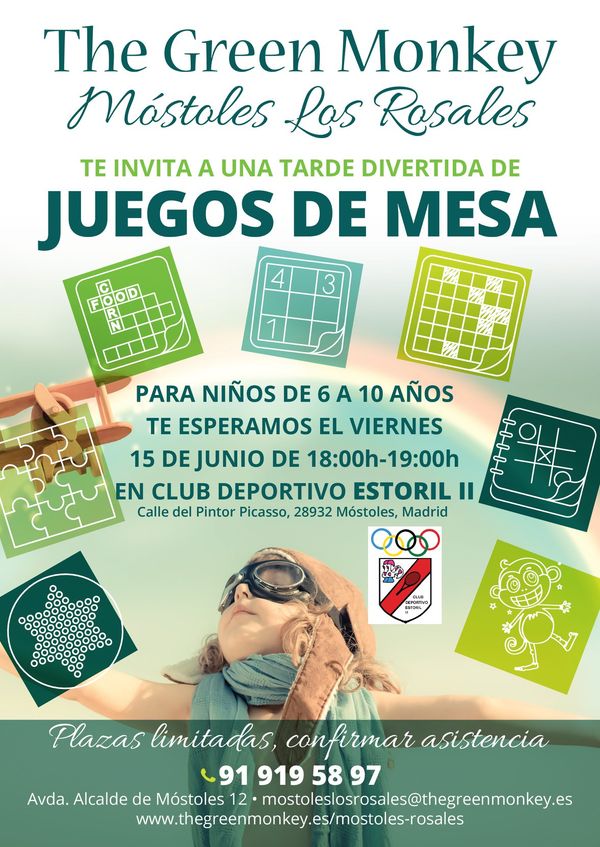 The Green Monkey
Móstoles Los Rosales
TE INVITA A UNA TARDE DIVERTIDA DE
JUEGOS DE MESA
CORN
FOOD
4 3
1
PARA NIÑOS DE 6 A 10 AÑOS
TE ESPERAMOS EL VIERNES
15 DE JUNIO DE 18:00h-19:00h
EN CLUB DEPORTIVO ESTORIL II
Calle del Pintor Picasso, 28932 Móstoles, Madrid
CLUB
DEPORTIVO
ESTORIL
II
Plazas limitadas, confirmar asistencia
91 919 58 97
Avda. Alcalde de Móstoles 12 • mostoleslosrosales@thegreenmonkey.es
www.thegreenmonkey.es/mostoles-rosales